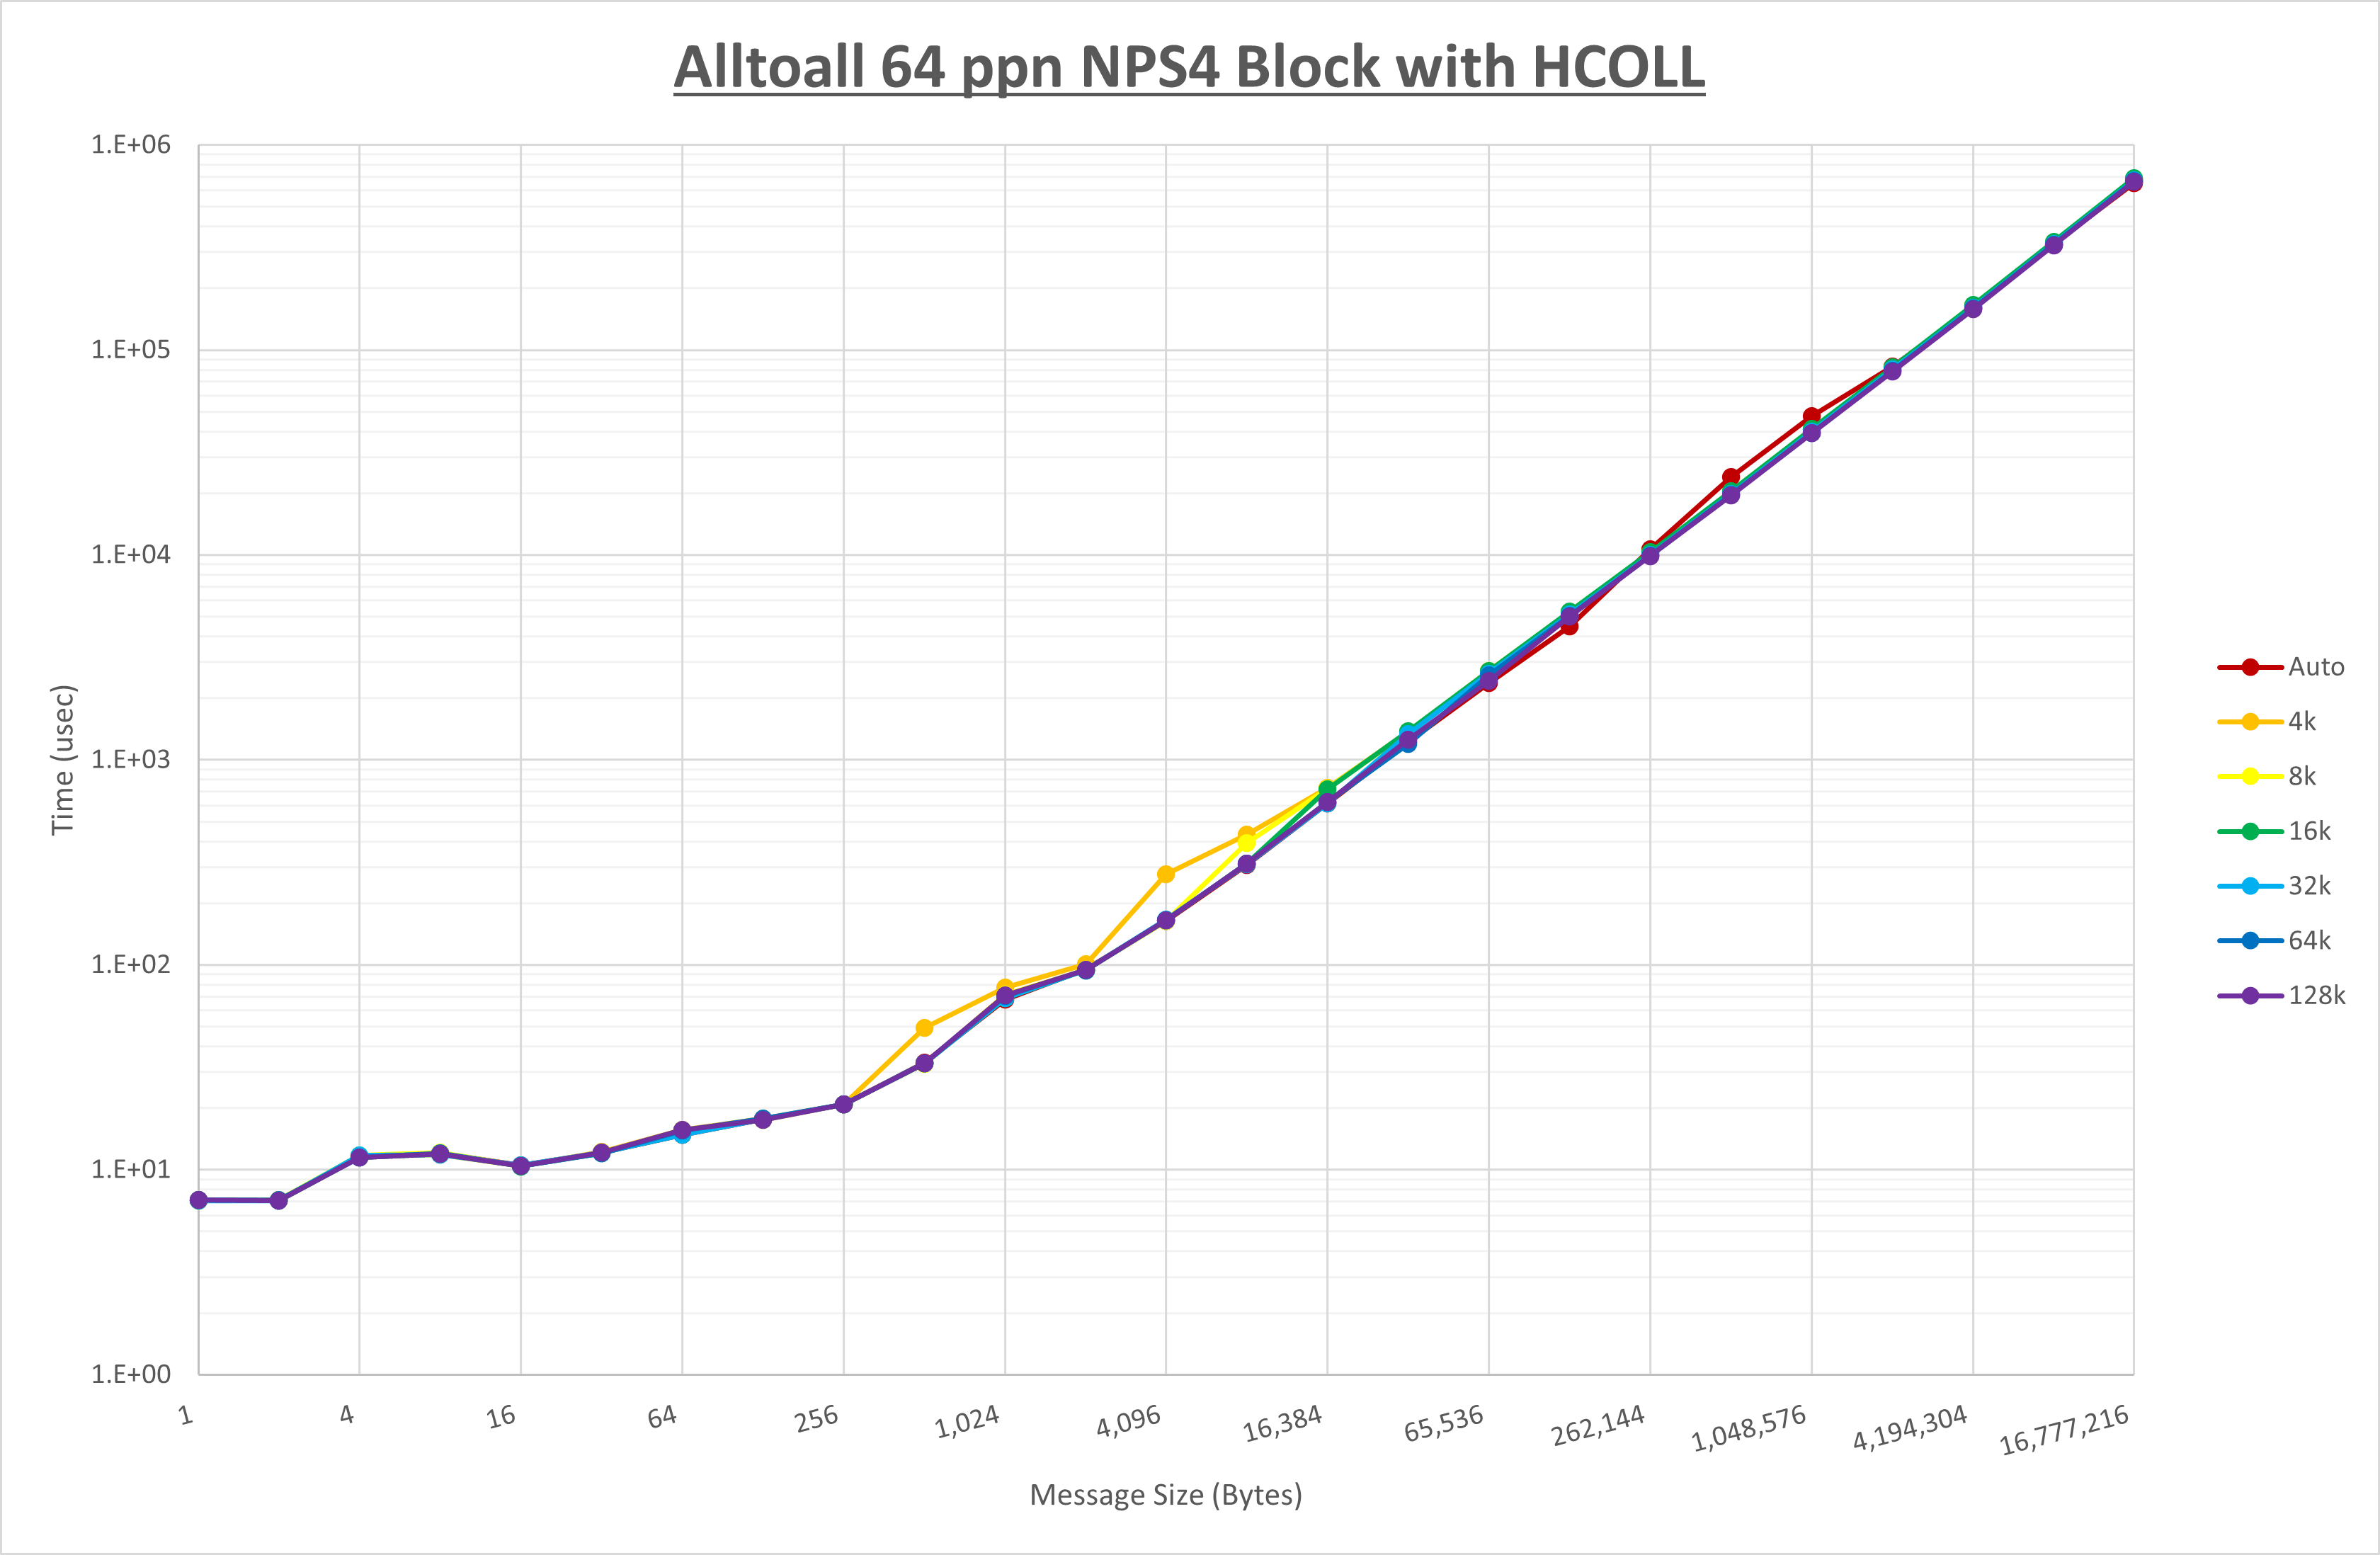 Alltoall 64 ppn NPS4 Block with HCOLL
1.E+06
1.E+05
1.E+04
1.E+03
1.E+02
1.E+01
1.E+00
Time (usec)
1 4 16 64 256 1,024 4,096 16,384 65,536 262,144 1,048,576 4,194,304 16,777,216
Message Size (Bytes)
Auto
4k
8k
16k
32k
64k
128k